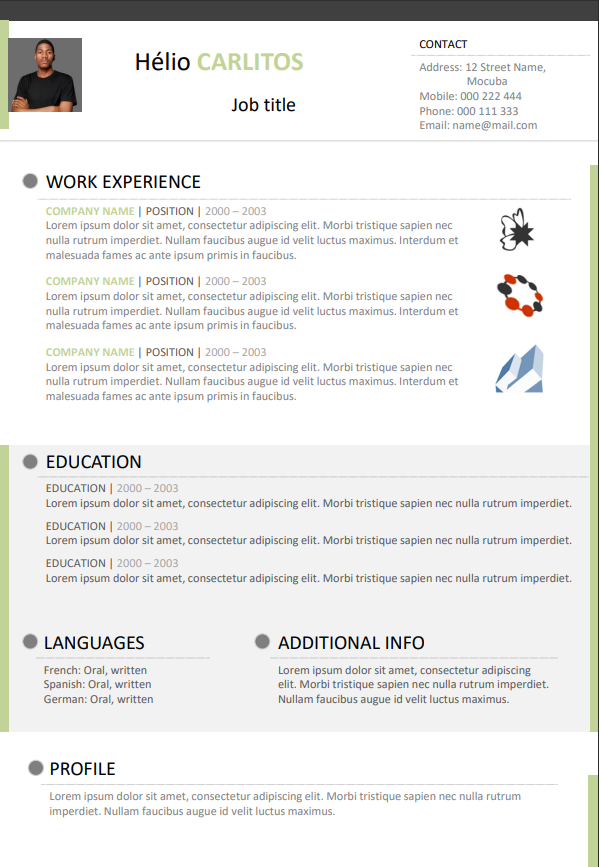 Hélio CARLITOS
Job title
CONTACT
Address: 12 Street Name,
Mocuba
Mobile: 000 222 444
Phone: 000 111 333
Email: name@mail.com
WORK EXPERIENCE
COMPANY NAME | POSITION | 2000 – 2003
Lorem ipsum dolor sit amet, consectetur adipiscing elit. Morbi tristique sapien nec
nulla rutrum imperdiet. Nullam faucibus augue id velit luctus maximus. Interdum et
malesuada fames ac ante ipsum primis in faucibus.
COMPANY NAME | POSITION | 2000 – 2003
Lorem ipsum dolor sit amet, consectetur adipiscing elit. Morbi tristique sapien nec
nulla rutrum imperdiet. Nullam faucibus augue id velit luctus maximus. Interdum et
malesuada fames ac ante ipsum primis in faucibus.
COMPANY NAME | POSITION | 2000 – 2003
Lorem ipsum dolor sit amet, consectetur adipiscing elit. Morbi tristique sapien nec
nulla rutrum imperdiet. Nullam faucibus augue id velit luctus maximus. Interdum et
malesuada fames ac ante ipsum primis in faucibus.
EDUCATION
EDUCATION | 2000 – 2003
Lorem ipsum dolor sit amet, consectetur adipiscing elit. Morbi tristique sapien nec nulla rutrum imperdiet.
EDUCATION | 2000 – 2003
Lorem ipsum dolor sit amet, consectetur adipiscing elit. Morbi tristique sapien nec nulla rutrum imperdiet.
EDUCATION | 2000 – 2003
Lorem ipsum dolor sit amet, consectetur adipiscing elit. Morbi tristique sapien nec nulla rutrum imperdiet.
LANGUAGES
French: Oral, written
Spanish: Oral, written
German: Oral, written
ADDITIONAL INFO
Lorem ipsum dolor sit amet, consectetur adipiscing
elit. Morbi tristique sapien nec nulla rutrum imperdiet.
Nullam faucibus augue id velit luctus maximus.
PROFILE
Lorem ipsum dolor sit amet, consectetur adipiscing elit. Morbi tristique sapien nec nulla rutrum
imperdiet. Nullam faucibus augue id velit luctus maximus.